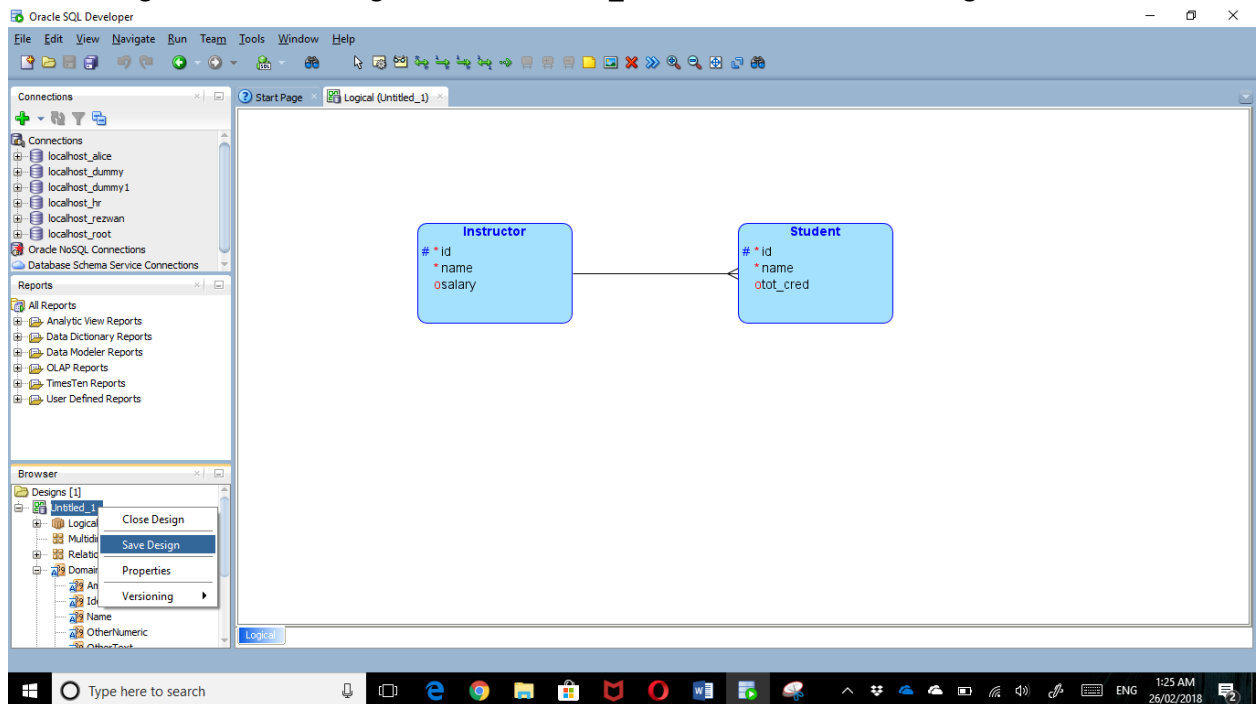 Oracle SQL Developer
File Edit View Navigate Run Team Tools Window Help
Connections
Start Page
Logical (Untitled_1)
Connections
localhost_alice
localhost_dummy
localhost_dummy1
localhost_hr
localhost_rezwan
localhost_root
Oracle NoSQL Connections
Database Schema Service Connections
Reports
All Reports
Analytic View Reports
Data Dictionary Reports
Data Modeler Reports
OLAP Reports
TimesTen Reports
User Defined Reports
Browser
Designs [1]
Untitled_1
Logical
Close Design
Save Design
Properties
Versioning
Name
OtherNumeric
Instructor
# * id
* name
o salary
Student
# * id
* name
o tot_cred
Logical
Type here to search
ENG
1:25 AM
26/02/2018
2